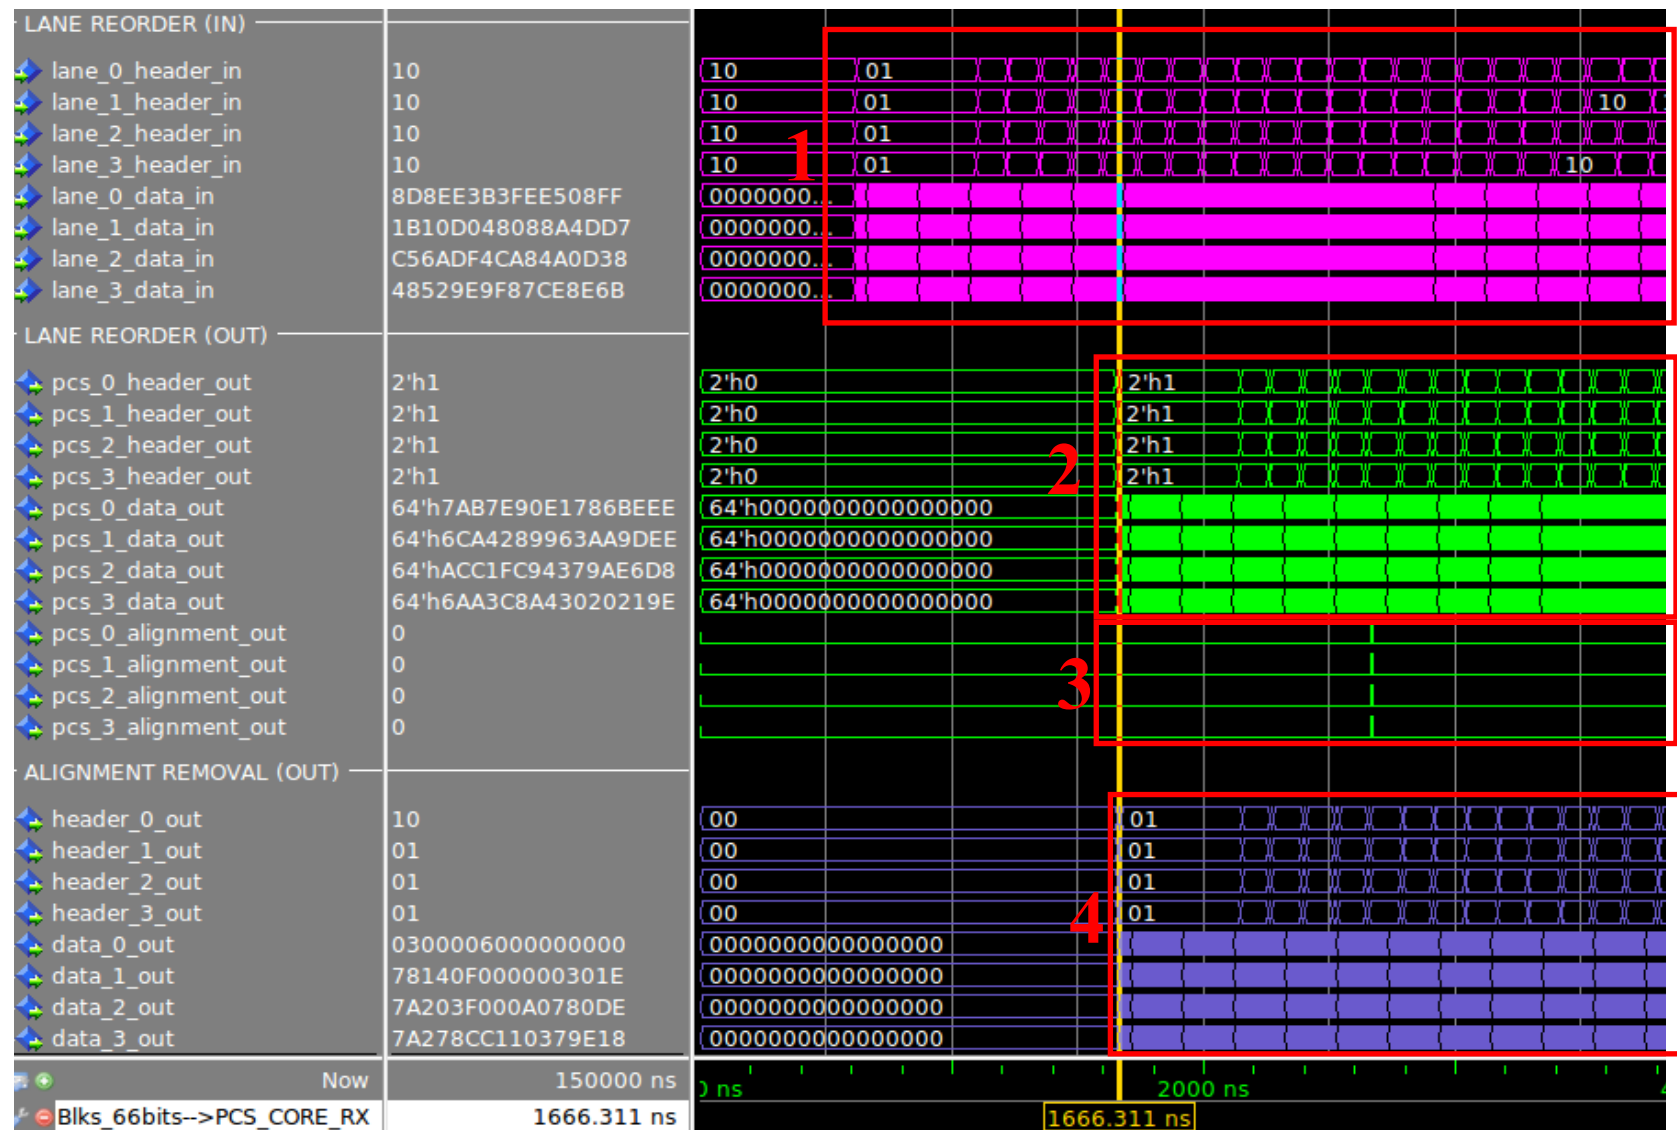 LANE REORDER (IN)
lane_0_header_in 10 10 01
lane_1_header_in 10 10 01 10
lane_2_header_in 10 10 01
lane_3_header_in 10 10 01 10
lane_0_data_in 8D8EE3B3FEE508FF 0000000...
lane_1_data_in 1B10D048088A4DD7 0000000...
lane_2_data_in C56ADF4CA84A0D38 0000000...
lane_3_data_in 48529E9F87CE8E6B 0000000...
1
LANE REORDER (OUT)
pcs_0_header_out 2'h1 2'h0 2'h1
pcs_1_header_out 2'h1 2'h0 2'h1
pcs_2_header_out 2'h1 2'h0 2'h1
pcs_3_header_out 2'h1 2'h0 2'h1
pcs_0_data_out 64'h7AB7E90E1786BEEE 64'h0000000000000000
pcs_1_data_out 64'h6CA4289963AA9DEE 64'h0000000000000000
pcs_2_data_out 64'hACC1FC94379AE6D8 64'h0000000000000000
pcs_3_data_out 64'h6AA3C8A43020219E 64'h0000000000000000
2
pcs_0_alignment_out 0
pcs_1_alignment_out 0
pcs_2_alignment_out 0
pcs_3_alignment_out 0
3
ALIGNMENT REMOVAL (OUT)
header_0_out 10 00 01
header_1_out 01 00 01
header_2_out 01 00 01
header_3_out 01 00 01
data_0_out 0300006000000000 0000000000000000
data_1_out 78140F000000301E 0000000000000000
data_2_out 7A203F000A0780DE 0000000000000000
data_3_out 7A278CC110379E18 0000000000000000
4
Now 150000 ns ns 2000 ns
Blks_66bits-->PCS_CORE_RX 1666.311 ns 1666.311 ns